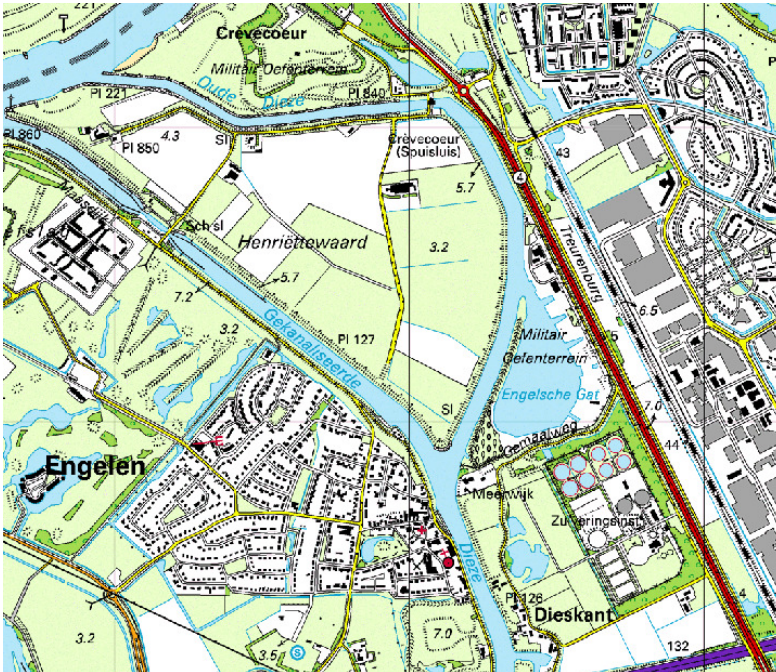 221
Crèvecoeur
Militair Oefenterrein
Oude Dieze
Pl 221
Pl 840
Pl 860
Pl 850
4.3
Sl
Crèvecoeur
(Spuisluis)
43
5.7
4
Schsl
Henriëttewaard
3.2
Treurenburg
5.7
7.2
6.5
Gekanaliseerde
3.2
Pl 127
Militair
Oefenterrein
5
Engelsche Gat
Sl
7.0
Gemaalweg
44
E
Engelen
Meerwijk
Zuiveringsinst
Dieze
Pl 126
Dieskant
4
3.2
3.5
S
7.0
132